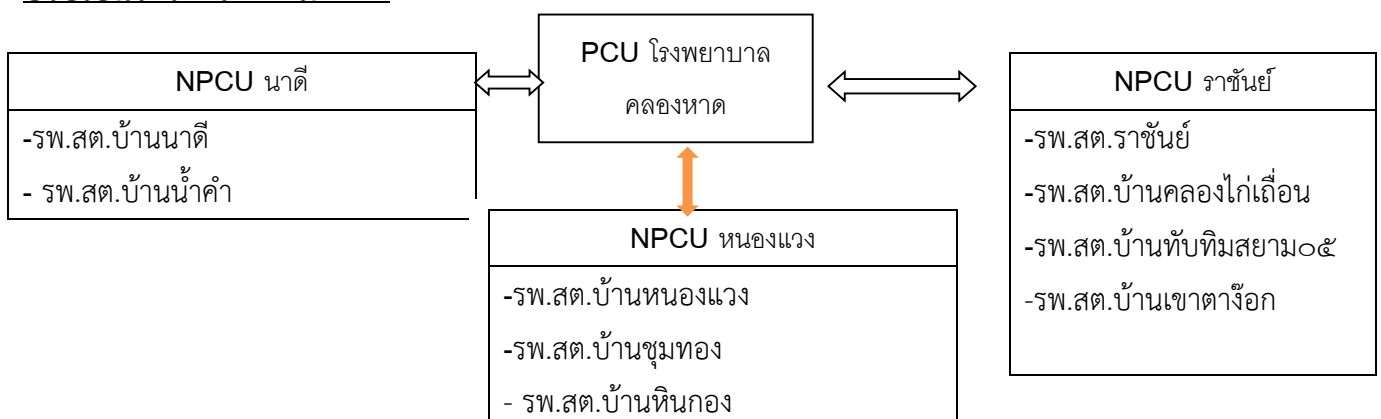 PCU โรงพยาบาล
คลองหาด
NPCU นาดี
-รพ.สต.บ้านนาดี
- รพ.สต.บ้านน้ำคำ
NPCU หนองแวง
-รพ.สต.บ้านหนองแวง
-รพ.สต.บ้านชุมทอง
- รพ.สต.บ้านหินกอง
NPCU ราชันย์
-รพ.สต.ราชันย์
-รพ.สต.บ้านคลองไก่เถื่อน
-รพ.สต.บ้านทับทิมสยาม๐๕
-รพ.สต.บ้านเขาตาง๊อก